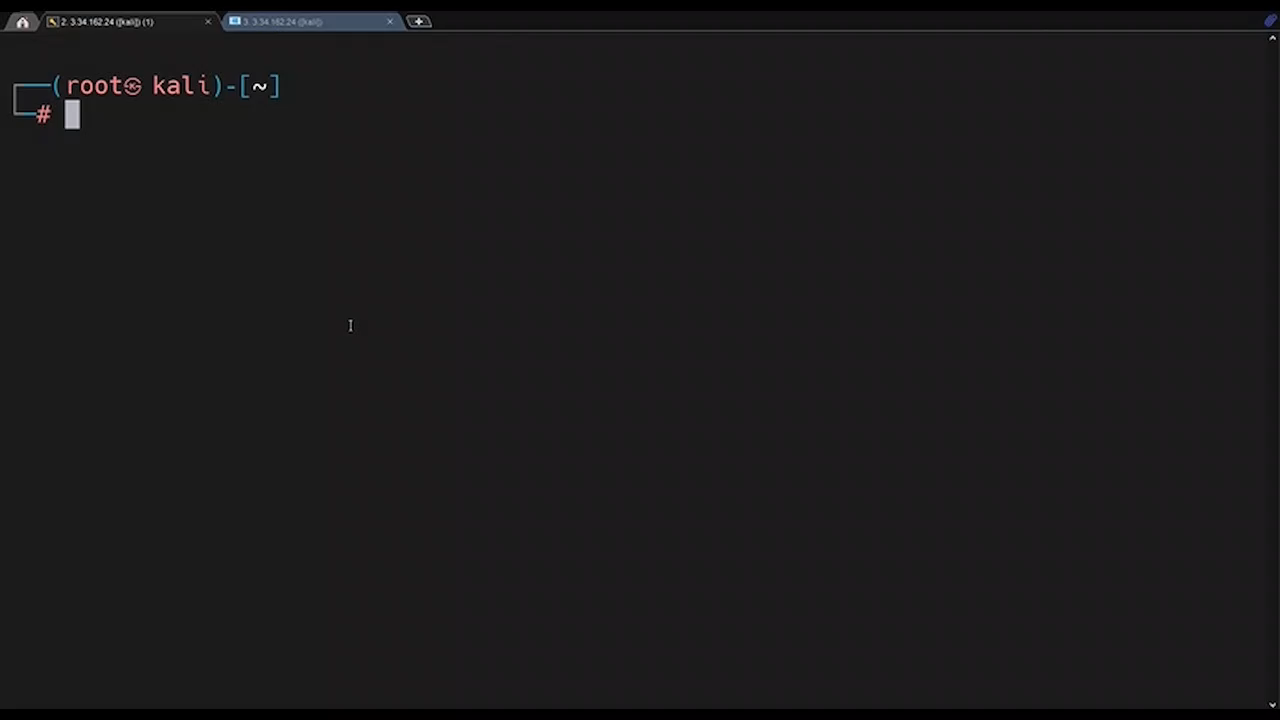 2. 3.34.162.24 ([kali]) (1)
3. 3.34.162.24 ([kali])
┌──(root㉿kali)-[~]
└─#